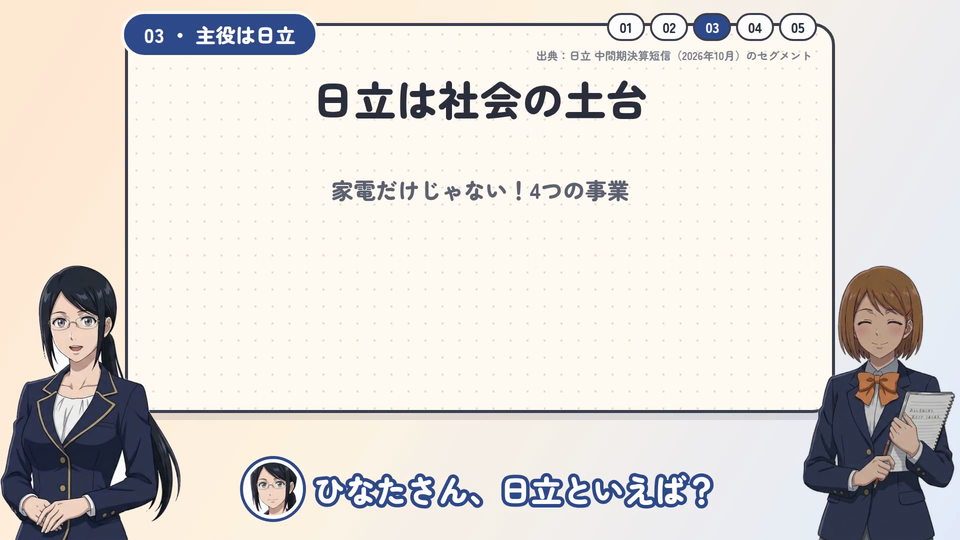 03 ・ 主役は日立
01 02 03 04 05
出典：日立 中間期決算短信（2026年10月）のセグメント
日立は社会の土台
家電だけじゃない！4つの事業
ひなたさん、日立といえば？